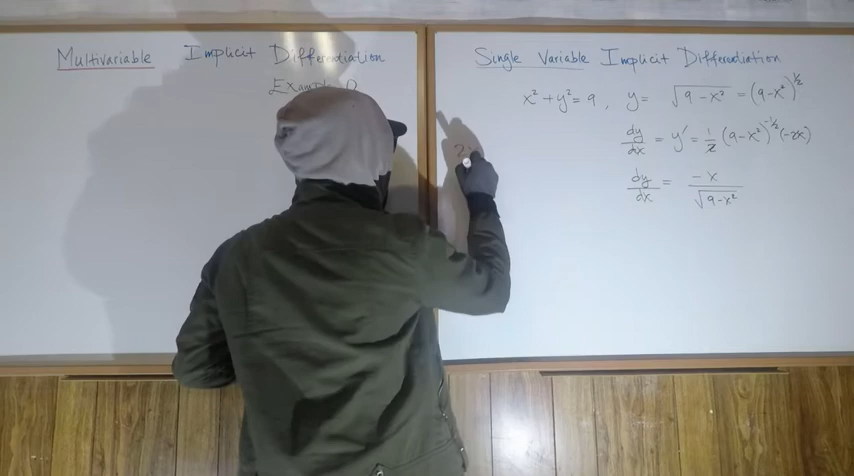 Multivariable Implicit Differentiation
Single Variable Implicit Differentiation
x² + y² = 9, y = √(9 - x²) = (9 - x²)^½
dy/dx = y' = 1/2 (9 - x²)^-½ (-2x)
dy/dx = -x/√(9 - x²)